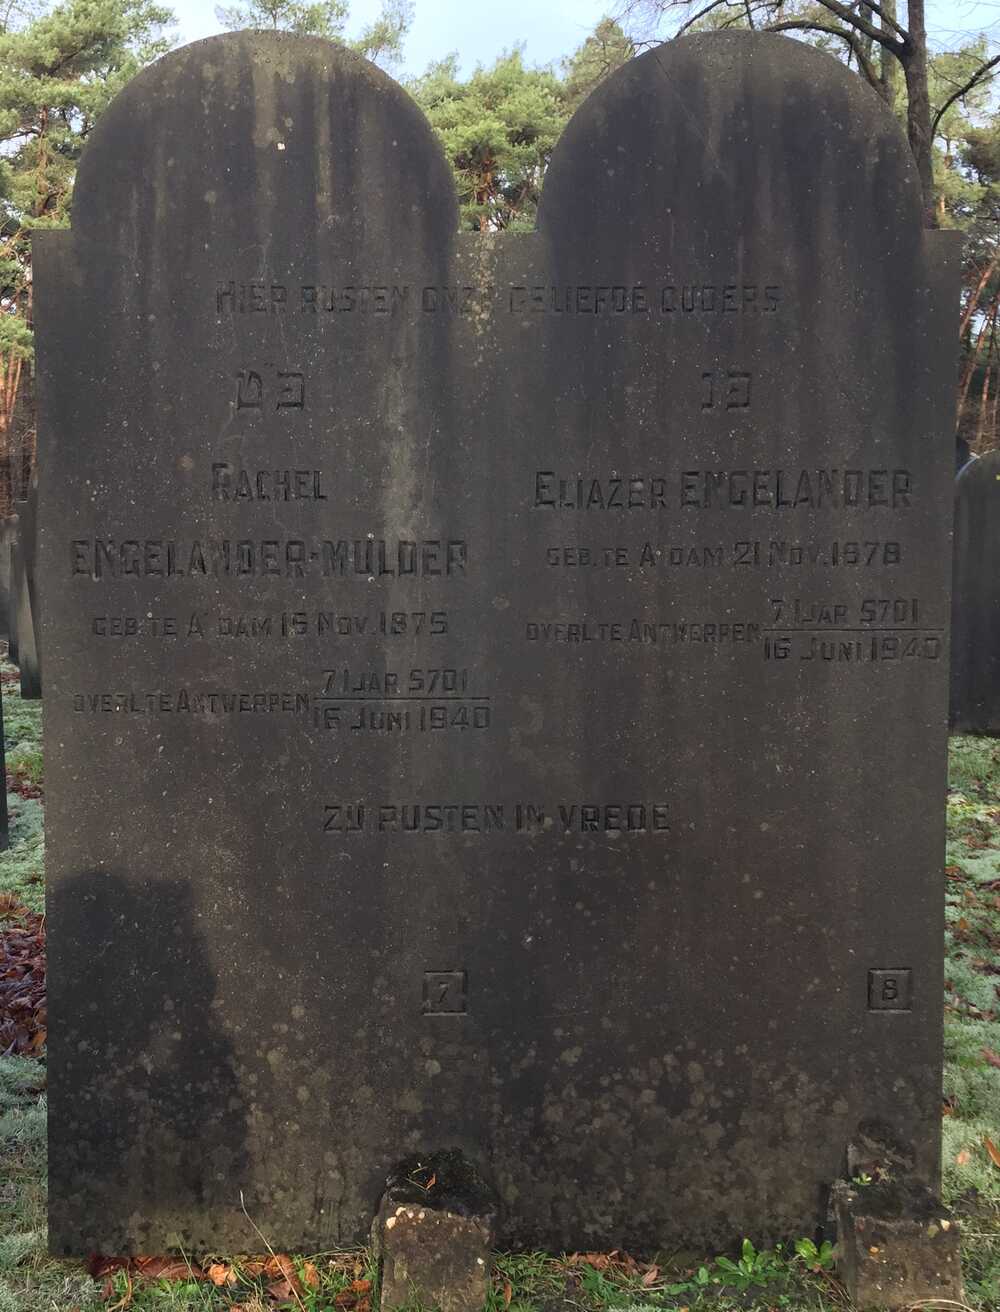 HIER RUSTEN ONZE GELIEFDE OUDERS
פ״ט
RACHEL
ENGELANDER-MULDER
GEB. TE A'DAM 15 NOV. 1875
OVERL. TE ANTWERPEN 7 IJAR 5701
16 JUNI 1940
פ נ
ELIAZER ENGELANDER
GEB. TE A'DAM 21 NOV. 1878
OVERL. TE ANTWERPEN 7 IJAR 5701
16 JUNI 1940
ZIJ RUSTEN IN VREDE
7
8